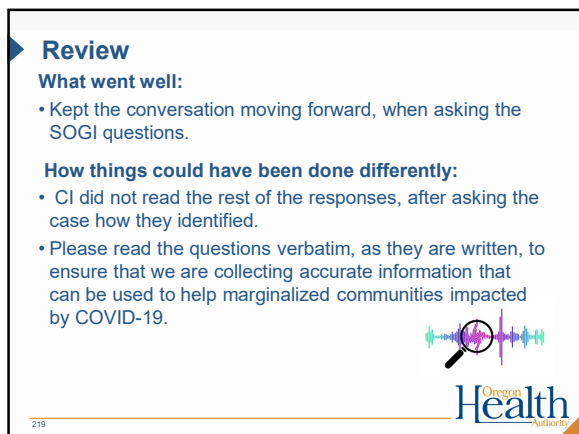 Review
What went well:
• Kept the conversation moving forward, when asking the
SOGI questions.
How things could have been done differently:
• CI did not read the rest of the responses, after asking the
case how they identified.
• Please read the questions verbatim, as they are written, to
ensure that we are collecting accurate information that
can be used to help marginalized communities impacted
by COVID-19.
Oregon
Health
Authority
219